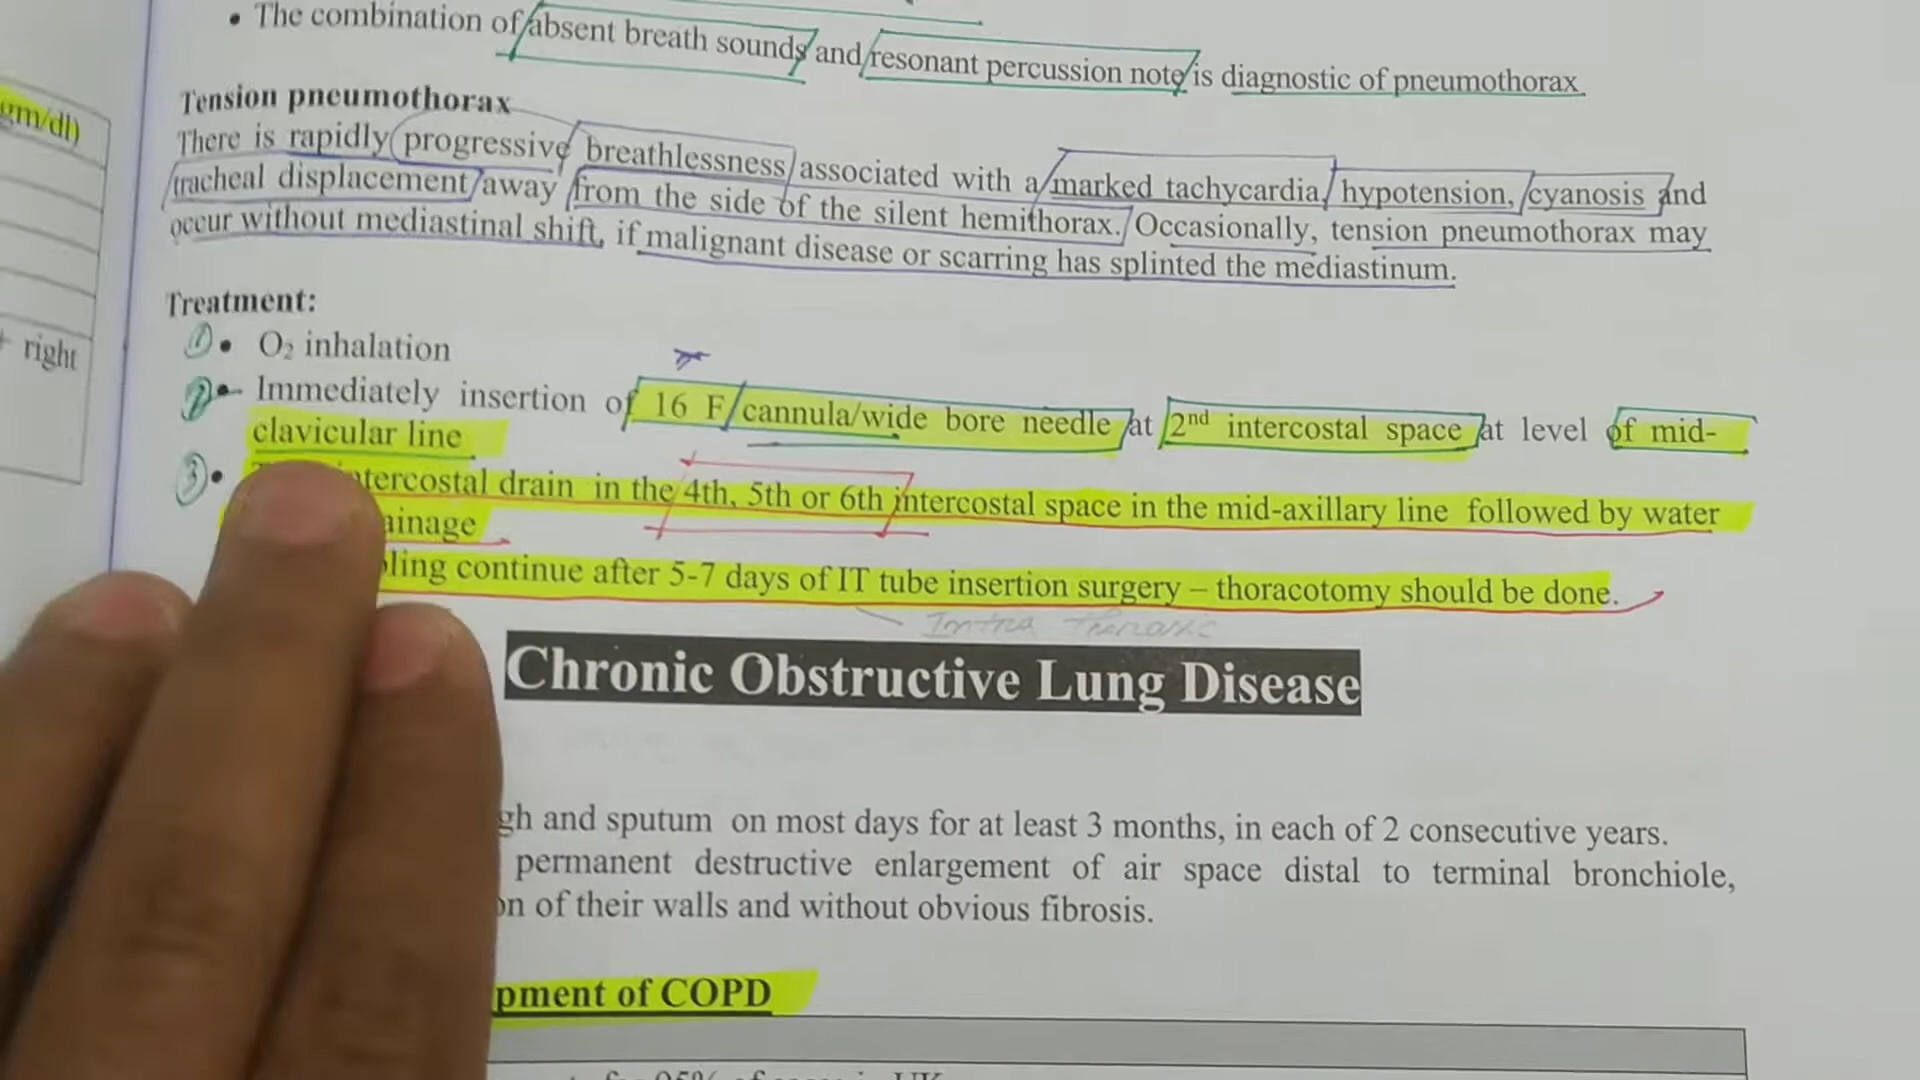 • The combination of absent breath sounds and resonant percussion note is diagnostic of pneumothorax
gm/dl)
Tension pneumothorax
There is rapidly progressive breathlessness associated with a marked tachycardia, hypotension, cyanosis and
tracheal displacement away from the side of the silent hemithorax. Occasionally, tension pneumothorax may
occur without mediastinal shift, if malignant disease or scarring has splinted the mediastinum.
right
Treatment:
1 • O₂ inhalation
2 • Immediately insertion of 16 F cannula/wide bore needle at 2nd intercostal space at level of mid-
clavicular line
3 • intercostal drain in the 4th, 5th or 6th intercostal space in the mid-axillary line followed by water
ainage
ling continue after 5-7 days of IT tube insertion surgery – thoracotomy should be done.
Intra
Chronic Obstructive Lung Disease
gh and sputum on most days for at least 3 months, in each of 2 consecutive years.
permanent destructive enlargement of air space distal to terminal bronchiole,
on of their walls and without obvious fibrosis.
pment of COPD